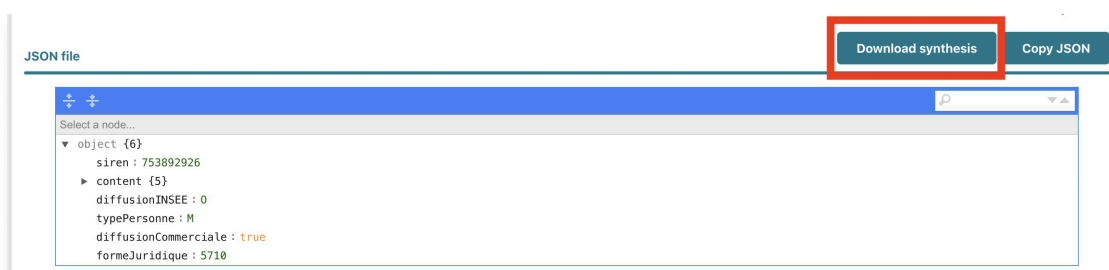 Download synthesis
Copy JSON
JSON file
Select a node...
▼ object {6}
siren : 753892926
► content {5}
diffusionINSEE : O
typePersonne : M
diffusionCommerciale : true
formeJuridique : 5710